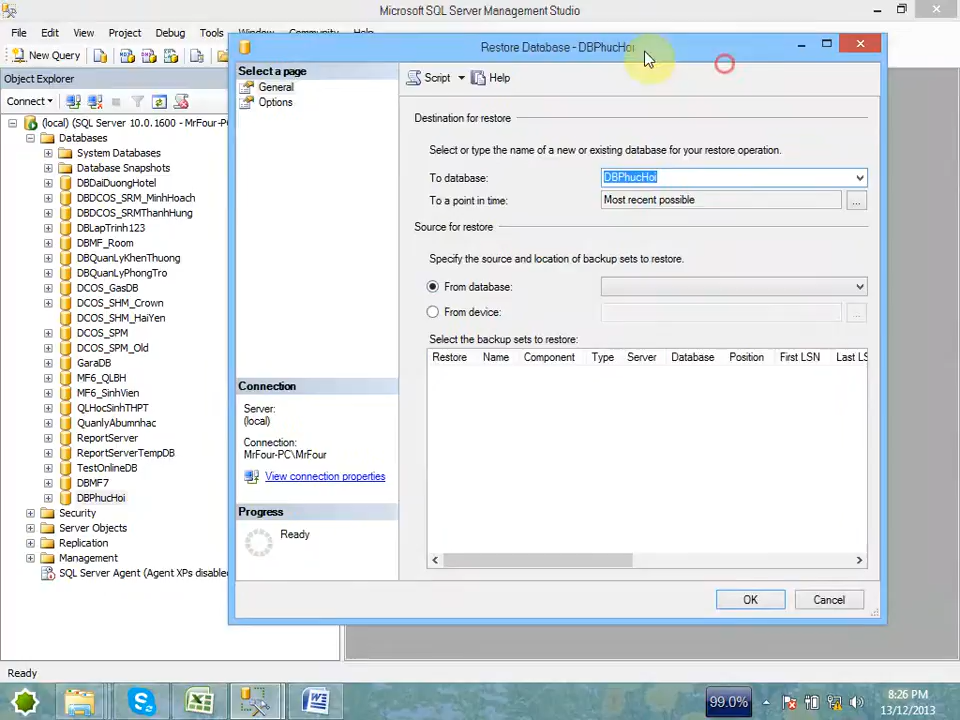 Microsoft SQL Server Management Studio
File Edit View Project Debug Tools Window Community Help
New Query
Object Explorer
Connect
(local) (SQL Server 10.0.1600 - MrFour-PC\
Databases
System Databases
Database Snapshots
DBDaiDuongHotel
DBDCOS_SRM_MinhHoach
DBDCOS_SRMThanhHung
DBLapTrinh123
DBMF_Room
DBQuanLyKhenThuong
DBQuanLyPhongTro
DCOS_GasDB
DCOS_SHM_Crown
DCOS_SHM_HaiYen
DCOS_SPM
DCOS_SPM_Old
GaraDB
MF6_QLBH
MF6_SinhVien
QLHocSinhTHPT
QuanlyAbumnhac
ReportServer
ReportServerTempDB
TestOnlineDB
DBMF7
DBPhucHoi
Security
Server Objects
Replication
Management
SQL Server Agent (Agent XPs disable
Restore Database - DBPhucHoi
Select a page
General
Options
Script Help
Destination for restore
Select or type the name of a new or existing database for your restore operation.
To database: DBPhucHoi
To a point in time: Most recent possible ...
Source for restore
Specify the source and location of backup sets to restore.
From database:
From device: ...
Select the backup sets to restore:
Restore Name Component Type Server Database Position First LSN Last LS
Connection
Server:
(local)
Connection:
MrFour-PC\MrFour
View connection properties
Progress
Ready
OK Cancel
Ready
99.0%
8:26 PM
13/12/2013